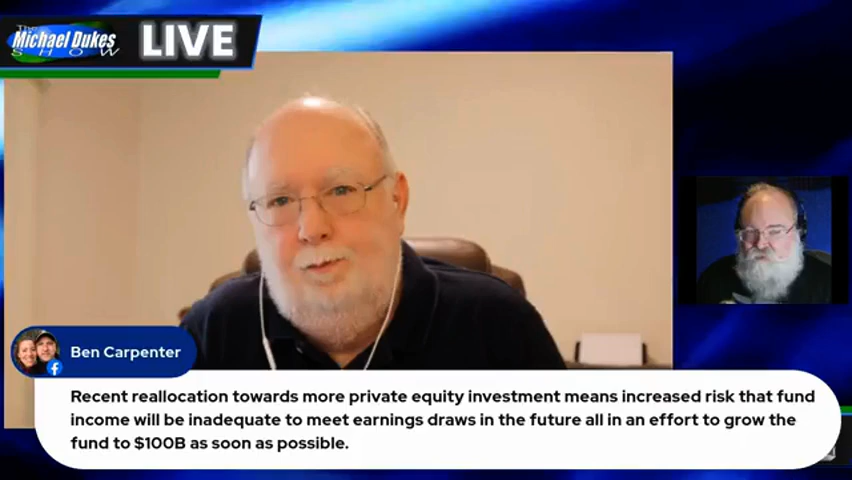 The
Michael Dukes
SHOW
LIVE
Ben Carpenter
Recent reallocation towards more private equity investment means increased risk that fund
income will be inadequate to meet earnings draws in the future all in an effort to grow the
fund to $100B as soon as possible.